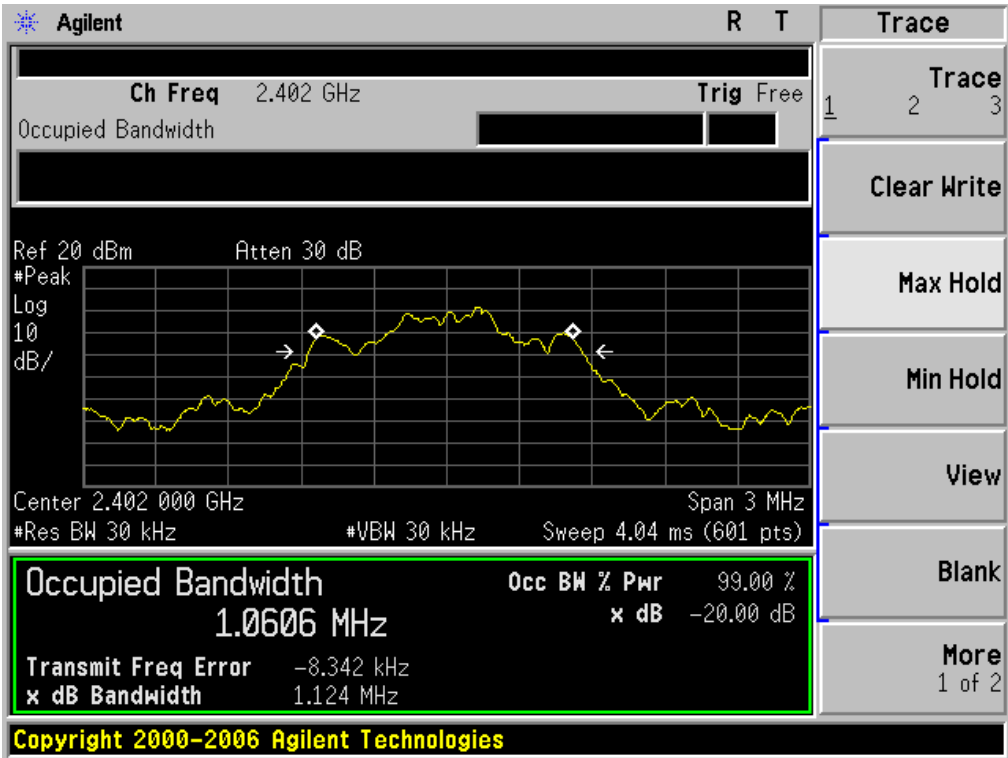 Agilent R T
Ch Freq 2.402 GHz Trig Free
Occupied Bandwidth
Ref 20 dBm Atten 30 dB
#Peak
Log
10
dB/
Center 2.402 000 GHz Span 3 MHz
#Res BW 30 kHz #VBW 30 kHz Sweep 4.04 ms (601 pts)
Occupied Bandwidth Occ BW % Pwr 99.00 %
1.0606 MHz x dB -20.00 dB
Transmit Freq Error -8.342 kHz
x dB Bandwidth 1.124 MHz
Copyright 2000-2006 Agilent Technologies
Trace
Trace
1 2 3
Clear Write
Max Hold
Min Hold
View
Blank
More
1 of 2